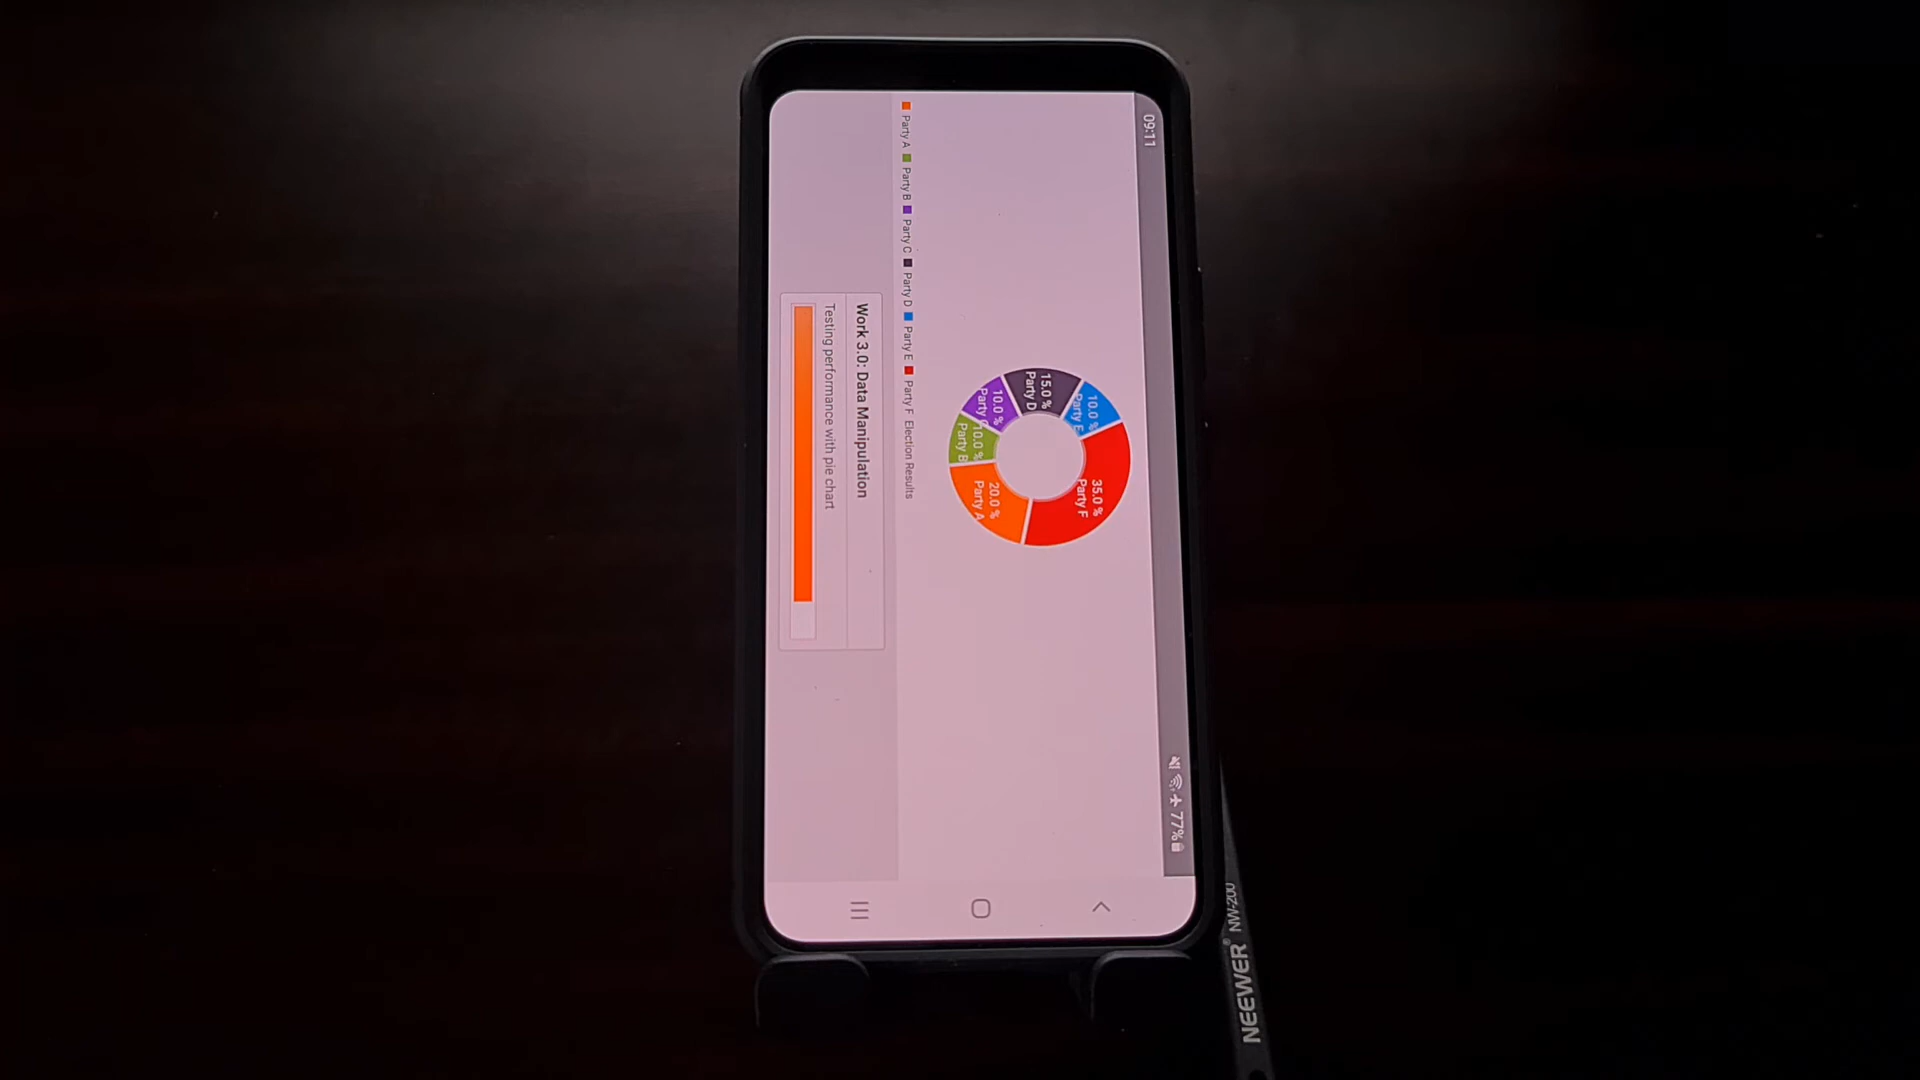 09:11
77%
10.0 %
Party E
35.0 %
Party F
15.0 %
Party D
10.0 %
Party
10.0 %
Party B
20.0 %
Party A
Party A Party B Party C Party D Party E Party F Election Results
Work 3.0: Data Manipulation
Testing performance with pie chart
NEEWER® NW-200